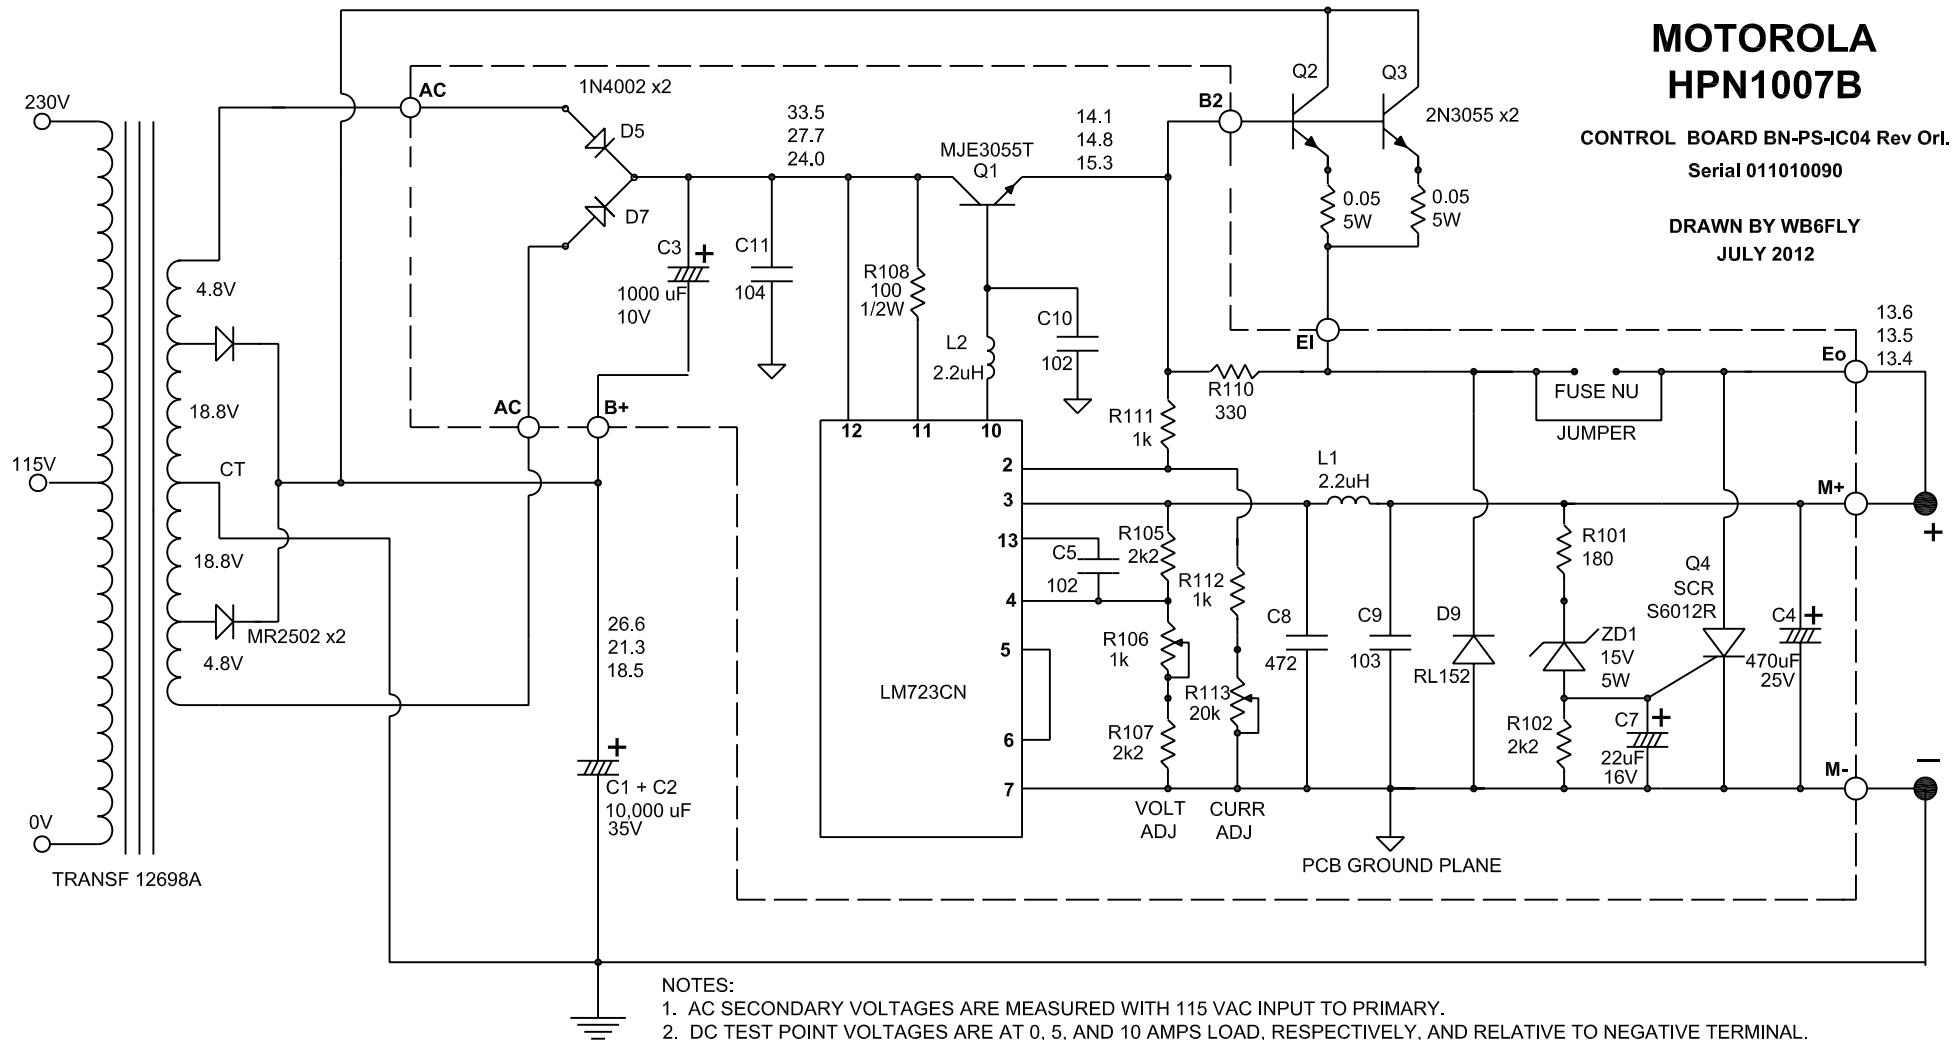 MOTOROLA
HPN1007B
CONTROL BOARD BN-PS-IC04 Rev Orl.
Serial 011010090
DRAWN BY WB6FLY
JULY 2012
230V
115V
0V
TRANSF 12698A
4.8V
18.8V
CT
18.8V
4.8V
MR2502 x2
AC
1N4002 x2
D5
D7
AC
B+
33.5
27.7
24.0
C3
+
1000 uF
10V
C11
104
R108
100
1/2W
MJE3055T
Q1
14.1
14.8
15.3
L2
2.2uH
C10
102
B2
Q2
Q3
2N3055 x2
0.05
5W
0.05
5W
EI
Eo
13.6
13.5
13.4
R110
330
R111
1k
FUSE NU
JUMPER
12
11
10
2
3
13
4
5
6
7
LM723CN
L1
2.2uH
M+
+
R105
2k2
C5
102
R112
1k
R106
1k
R113
20k
R107
2k2
VOLT
ADJ
CURR
ADJ
C8
472
C9
103
D9
RL152
R101
180
ZD1
15V
5W
R102
2k2
C7
+
22uF
16V
Q4
SCR
S6012R
C4
+
470uF
25V
M-
−
PCB GROUND PLANE
26.6
21.3
18.5
+
C1 + C2
10,000 uF
35V
NOTES:
1. AC SECONDARY VOLTAGES ARE MEASURED WITH 115 VAC INPUT TO PRIMARY.
2. DC TEST POINT VOLTAGES ARE AT 0, 5, AND 10 AMPS LOAD, RESPECTIVELY, AND RELATIVE TO NEGATIVE TERMINAL.